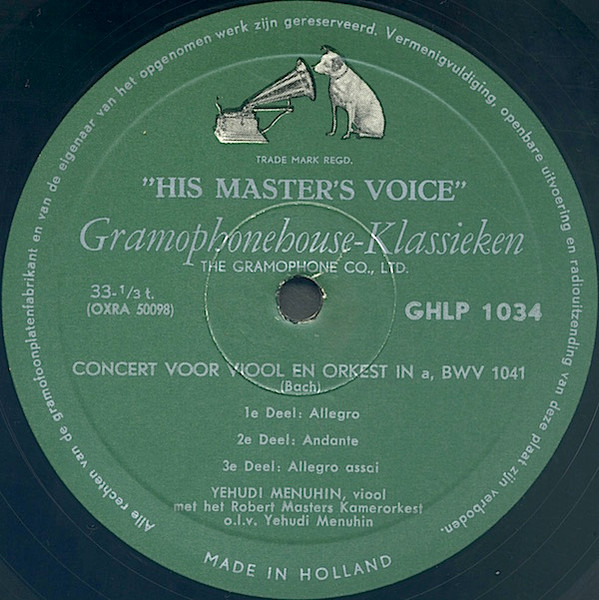 Alle rechten van de gramofoonplatenfabrikant en van de eigenaar van het opgenomen werk zijn gereserveerd. Vermenigvuldiging, openbare uitvoering en radiouitzending van deze plaat zijn verboden.
TRADE MARK REGD.
"HIS MASTER'S VOICE"
Gramophonehouse-Klassieken
THE GRAMOPHONE CO., LTD.
33-1/3 t.
(OXRA 50098)
GHLP 1034
CONCERT VOOR VIOOL EN ORKEST IN a, BWV 1041
(Bach)
1e Deel: Allegro
2e Deel: Andante
3e Deel: Allegro assai
YEHUDI MENUHIN, viool
met het Robert Masters Kamerorkest
o.l.v. Yehudi Menuhin
MADE IN HOLLAND